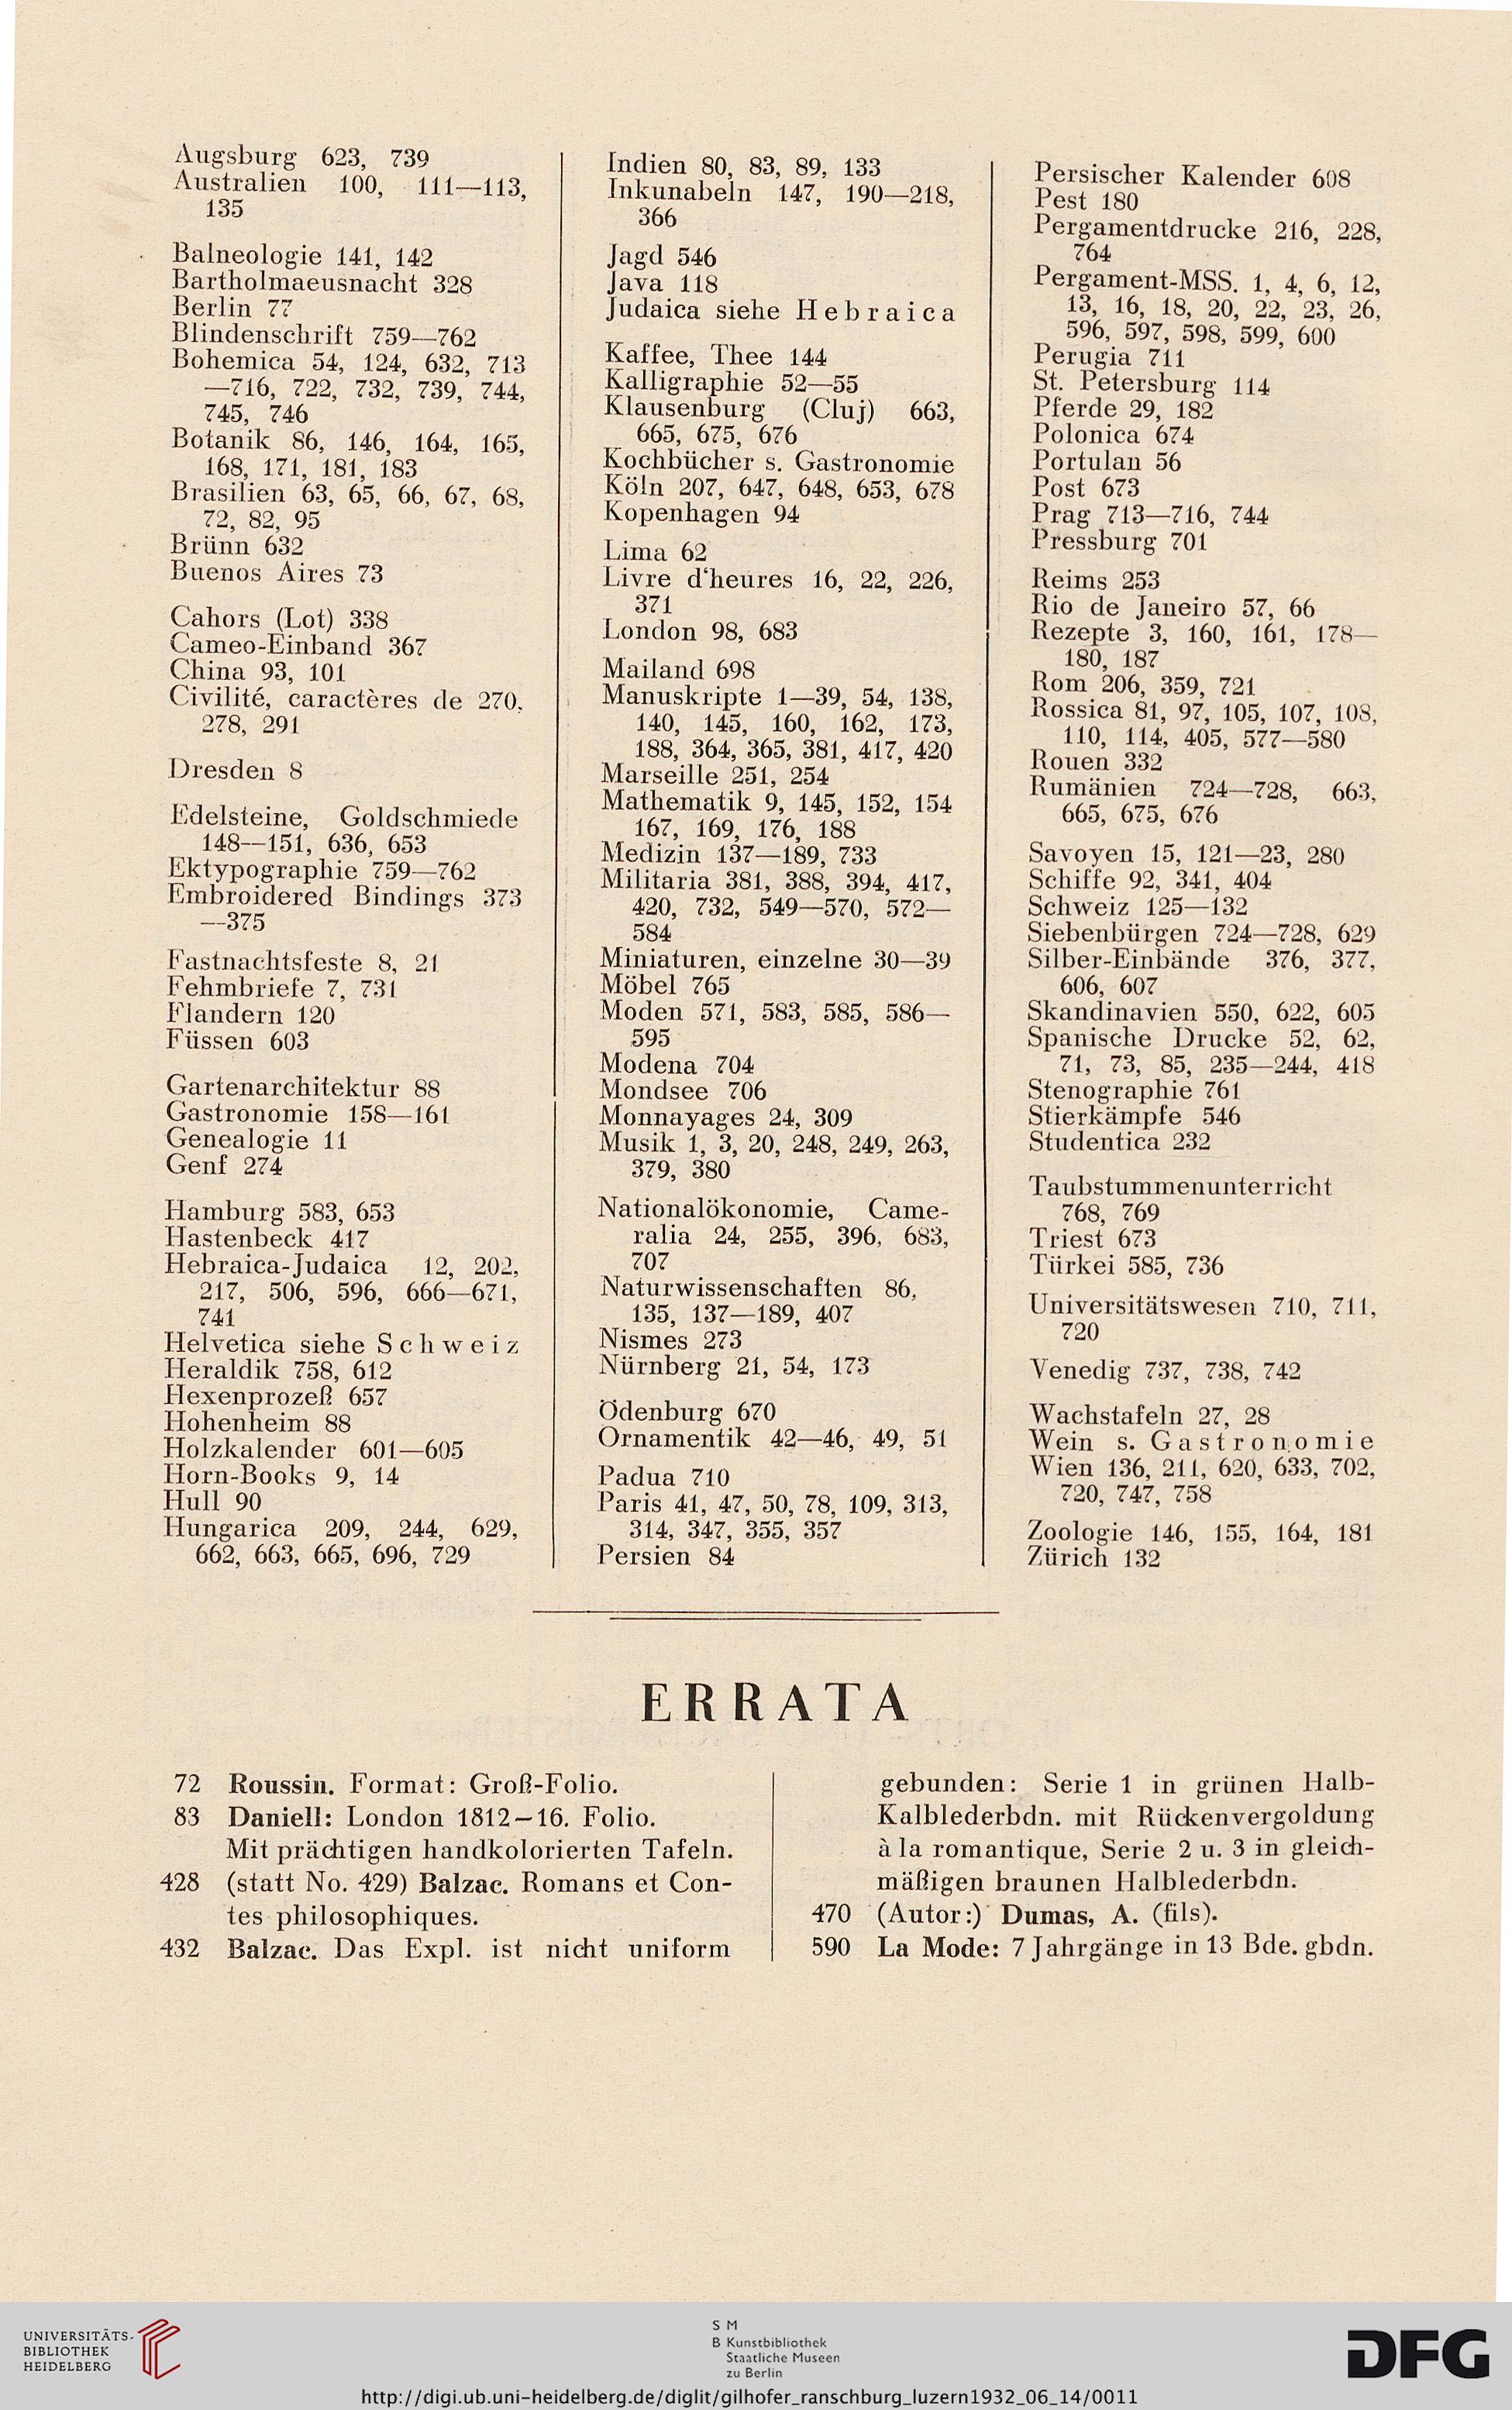 Augsburg 623, 739
Australien 100, 111—113,
135
Balneologie 141, 142
Bartholmaeusnacht 328
Berlin 77
Blindenschrift 759—762
Bohemica 54, 124, 632, 713
—716, 722, 732, 739, 744,
745, 746
Botanik 86, 146, 164, 165,
168, 171, 181, 183
Brasilien 63, 65, 66, 67, 68,
72, 82, 95
Brünn 632
Buenos Aires 73
Cahors (Lot) 338
Cameo-Einband 367
China 93, 101
Civilité, caractères de 270,
278, 291
Dresden 8
Edelsteine, Goldschmiede
148—151, 636, 653
Ektypographie 759—762
Embroidered Bindings 373
—375
Fastnachtsfeste 8, 21
Fehmbriefe 7, 731
Flandern 120
Füssen 603
Gartenarchitektur 88
Gastronomie 158—161
Genealogie 11
Genf 274
Hamburg 583, 653
Hastenbeck 417
Hebraica-Judaica 12, 202,
217, 506, 596, 666—671,
741
Helvetica siehe Schweiz
Heraldik 758, 612
Hexenprozeß 657
Hohenheim 88
Holzkalender 601—605
Horn-Books 9, 14
Hull 90
Hungarica 209, 244, 629,
662, 663, 665, 696, 729
Indien 80, 83, 89, 133
Inkunabeln 147, 190—218,
366
Jagd 546
Java 118
Judaica siehe Hebraica
Kaffee, Thee 144
Kalligraphie 52—55
Klausenburg (Cluj) 663,
665, 675, 676
Kochbücher s. Gastronomie
Köln 207, 647, 648, 653, 678
Kopenhagen 94
Lima 62
Livre d‘heures 16, 22, 226,
371
London 98, 683
Mailand 698
Manuskripte 1—39, 54, 138,
140, 145, 160, 162, 173,
188, 364, 365, 381, 417, 420
Marseille 251, 254
Mathematik 9, 145, 152, 154
167, 169, 176, 188
Medizin 137—189, 733
Militaria 381, 388, 394, 417,
420, 732, 549—570, 572—
584
Miniaturen, einzelne 30—39
Möbel 765
Moden 571, 583, 585, 586—
595
Modena 704
Mondsee 706
Monnayages 24, 309
Musik 1, 3, 20, 248, 249, 263,
379, 380
Nationalökonomie, Came-
ralia 24, 255, 396, 683,
707
Naturwissenschaften 86,
135, 137—189, 407
Nismes 273
Nürnberg 21, 54, 173
Ödenburg 670
Ornamentik 42—46, 49, 51
Padua 710
Paris 41, 47, 50, 78, 109, 313,
314, 347, 355, 357
Persien 84
Persischer Kalender 608
Pest 180
Pergamentdrucke 216, 228,
764
Pergament-MSS. 1, 4, 6, 12,
13, 16, 18, 20, 22, 23, 26,
596, 597, 598, 599, 600
Perugia 711
St. Petersburg 114
Pferde 29, 182
Polonica 674
Portulan 56
Post 673
Prag 713—716, 744
Pressburg 701
Reims 253
Rio de Janeiro 57, 66
Rezepte 3, 160, 161, 178—
180, 187
Rom 206, 359, 721
Rossica 81, 97, 105, 107, 108,
110, 114, 405, 577—580
Rouen 332
Rumänien 724—728, 663,
665, 675, 676
Savoyen 15, 121—23, 280
Schiffe 92, 341, 404
Schweiz 125—132
Siebenbürgen 724—728, 629
Silber-Einbände 376, 377,
606, 607
Skandinavien 550, 622, 605
Spanische Drucke 52, 62,
71, 73, 85, 235—244, 418
Stenographie 761
Stierkämpfe 546
Studentica 232
Taubstummenunterricht
768, 769
Triest 673
Türkei 585, 736
Universitätswesen 710, 711,
720
Venedig 737, 738, 742
Wachstafeln 27, 28
Wein s. Gastronomie
Wien 136, 211, 620, 633, 702,
720, 747, 758
Zoologie 146, 155, 164, 181
Zürich 132
ERRATA
72 Roussin. Format: Groß-Folio.
83 Daniell: London 1812—16. Folio.
Mit prächtigen handkolorierten Tafeln.
428 (statt No. 429) Balzac. Romans et Con-
tes philosophiques.
432 Balzac. Das Expl. ist nicht uniform
gebunden: Serie 1 in grünen Halb-
Kalblederbdn. mit Rückenvergoldung
à la romantique, Serie 2 u. 3 in gleich-
mäßigen braunen Halblederbdn.
470 (Autor:) Dumas, A. (fils).
590 La Mode: 7 Jahrgänge in 13 Bde. gbdn.
UNIVERSITÄTS-
BIBLIOTHEK
HEIDELBERG
S M
B Kunstbibliothek
Staatliche Museen
zu Berlin
DFG
http://digi.ub.uni-heidelberg.de/diglit/gilhofer_ranschburg_luzern1932_06_14/0011